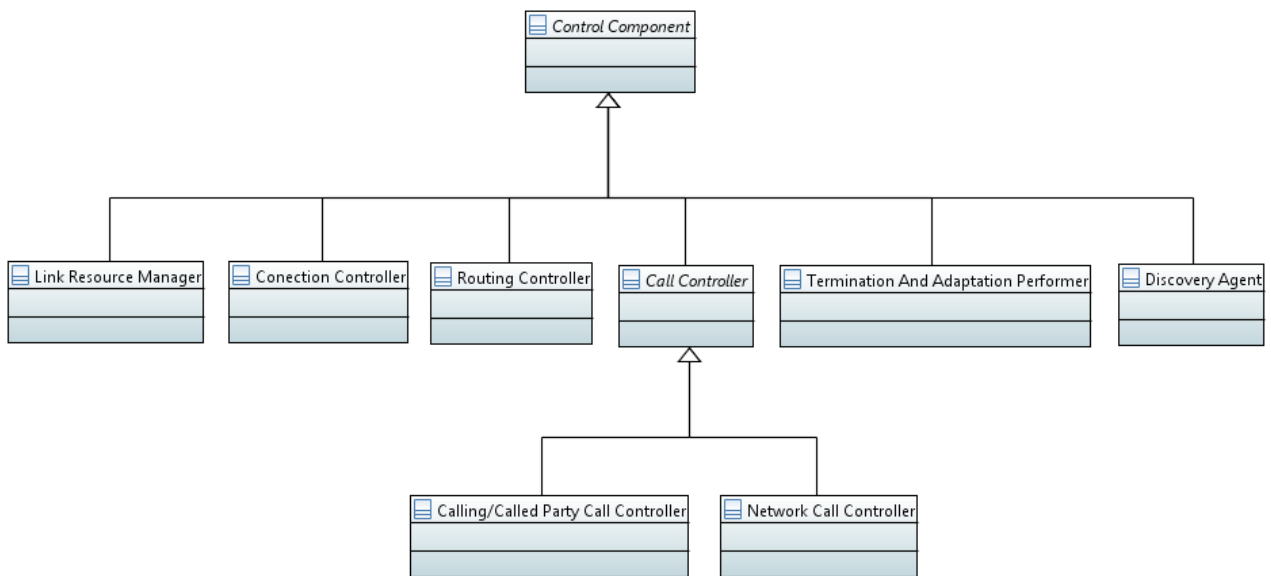 Control Component
Link Resource Manager
Conection Controller
Routing Controller
Call Controller
Termination And Adaptation Performer
Discovery Agent
Calling/Called Party Call Controller
Network Call Controller